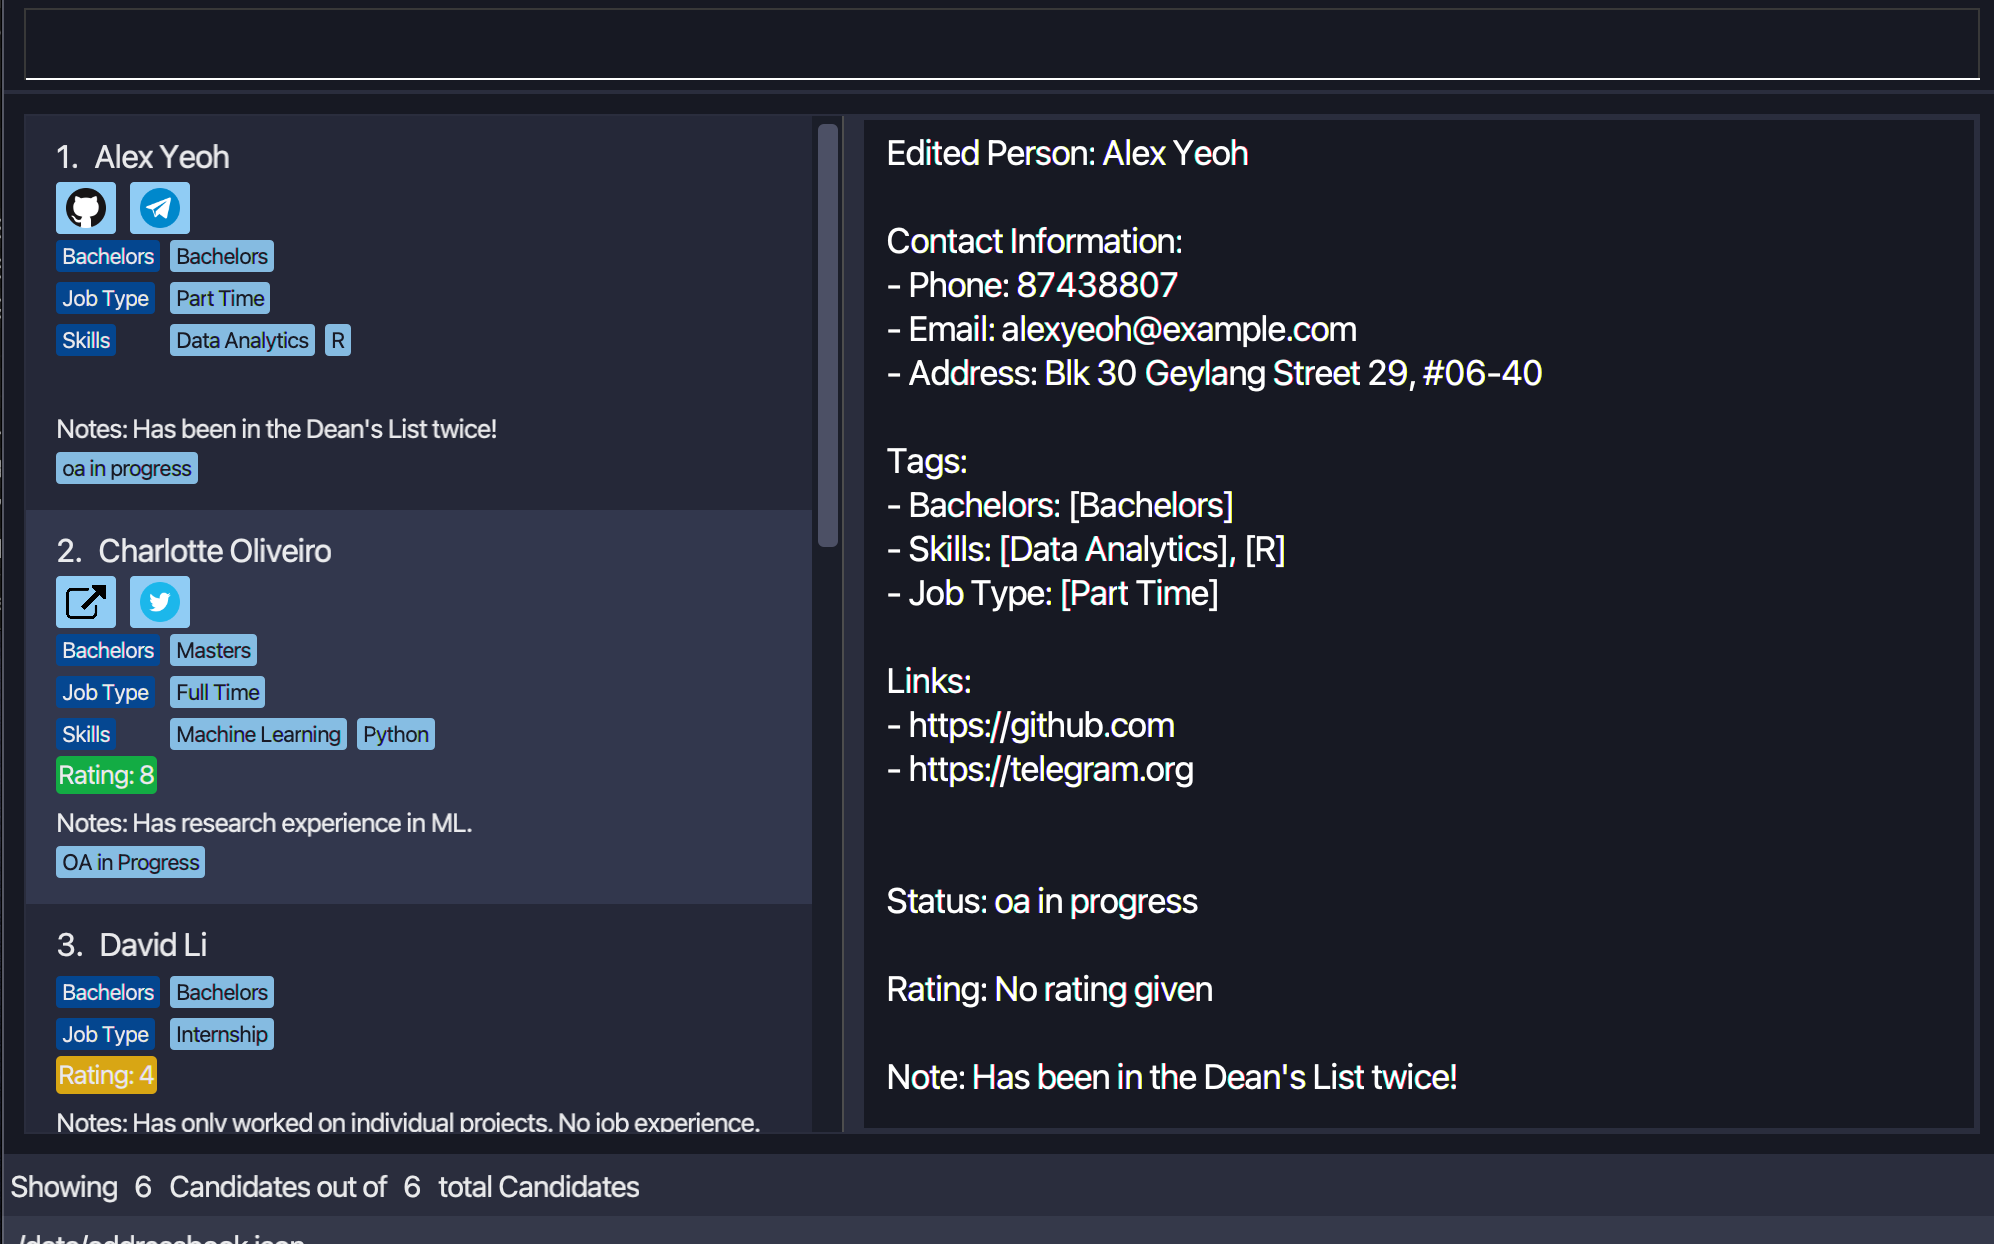 1. Alex Yeoh
Bachelors Bachelors
Job Type Part Time
Skills Data Analytics R
Notes: Has been in the Dean's List twice!
oa in progress
2. Charlotte Oliveiro
Bachelors Masters
Job Type Full Time
Skills Machine Learning Python
Rating: 8
Notes: Has research experience in ML.
OA in Progress
3. David Li
Bachelors Bachelors
Job Type Internship
Rating: 4
Notes: Has only worked on individual projects. No job experience.
Edited Person: Alex Yeoh
Contact Information:
- Phone: 87438807
- Email: alexyeoh@example.com
- Address: Blk 30 Geylang Street 29, #06-40
Tags:
- Bachelors: [Bachelors]
- Skills: [Data Analytics], [R]
- Job Type: [Part Time]
Links:
- https://github.com
- https://telegram.org
Status: oa in progress
Rating: No rating given
Note: Has been in the Dean's List twice!
Showing 6 Candidates out of 6 total Candidates
/data/addressbook.json